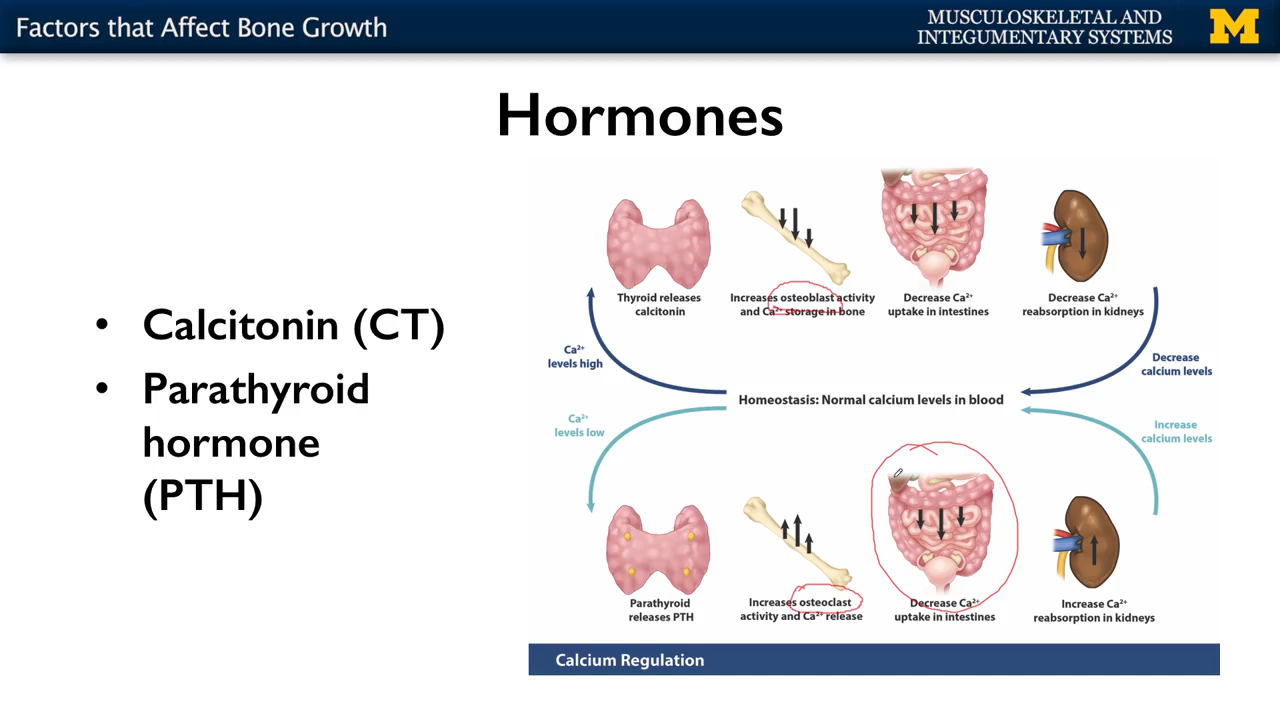 Factors that Affect Bone Growth
MUSCULOSKELETAL AND
INTEGUMENTARY SYSTEMS
M
Hormones
• Calcitonin (CT)
• Parathyroid
hormone
(PTH)
Thyroid releases
calcitonin
Increases osteoblast activity
and Ca²⁺ storage in bone
Decrease Ca²⁺
uptake in intestines
Decrease Ca²⁺
reabsorption in kidneys
Ca²⁺
levels high
Decrease
calcium levels
Homeostasis: Normal calcium levels in blood
Ca²⁺
levels low
Increase
calcium levels
Parathyroid
releases PTH
Increases osteoclast
activity and Ca²⁺ release
Decrease Ca²⁺
uptake in intestines
Increase Ca²⁺
reabsorption in kidneys
Calcium Regulation